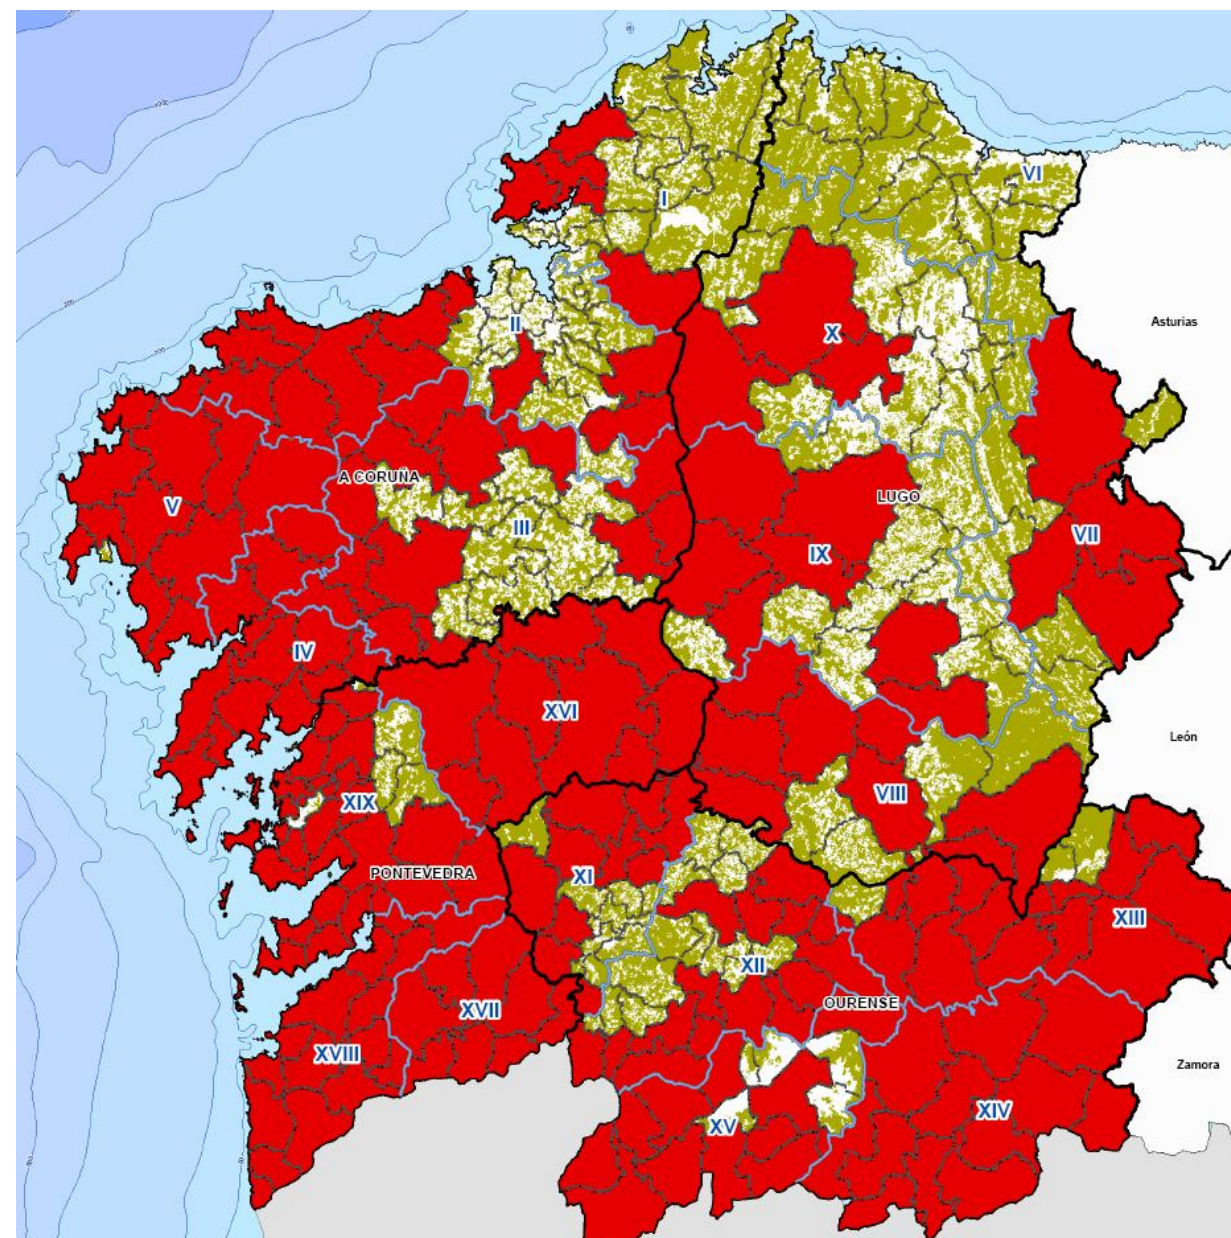 VI
I
Asturias
II
X
A CORUÑA
LUGO
V
III
VII
IX
IV
XVI
León
XIX
VIII
PONTEVEDRA
XI
XIII
XII
OURENSE
XVII
XVIII
Zamora
XIV
XV